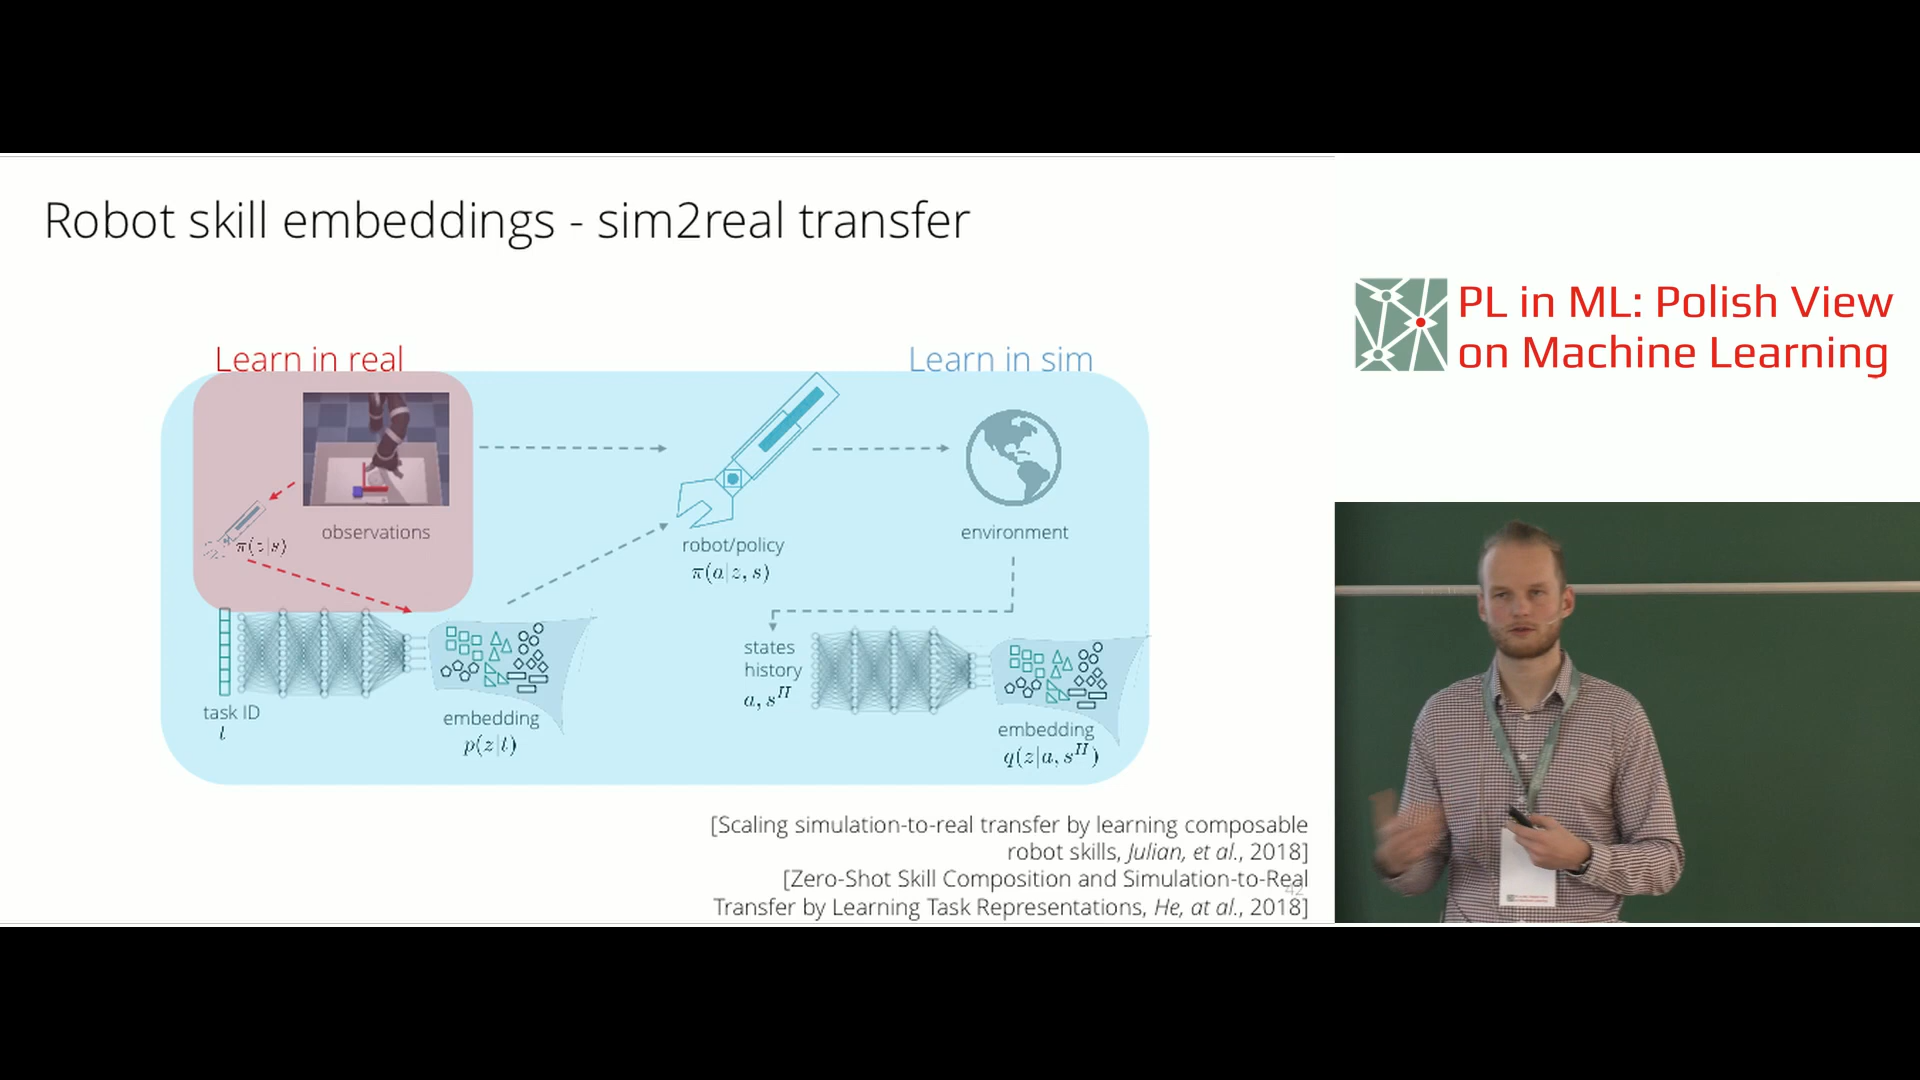 Robot skill embeddings - sim2real transfer
PL in ML: Polish View
on Machine Learning
Learn in real
Learn in sim
observations
π(z|s)
robot/policy
π(a|z, s)
environment
task ID
l
embedding
p(z|t)
states
history
a, s^H
embedding
q(z|a, s^H)
[Scaling simulation-to-real transfer by learning composable
robot skills, Julian, et al., 2018]
[Zero-Shot Skill Composition and Simulation-to-Real
Transfer by Learning Task Representations, He, at al., 2018]
42